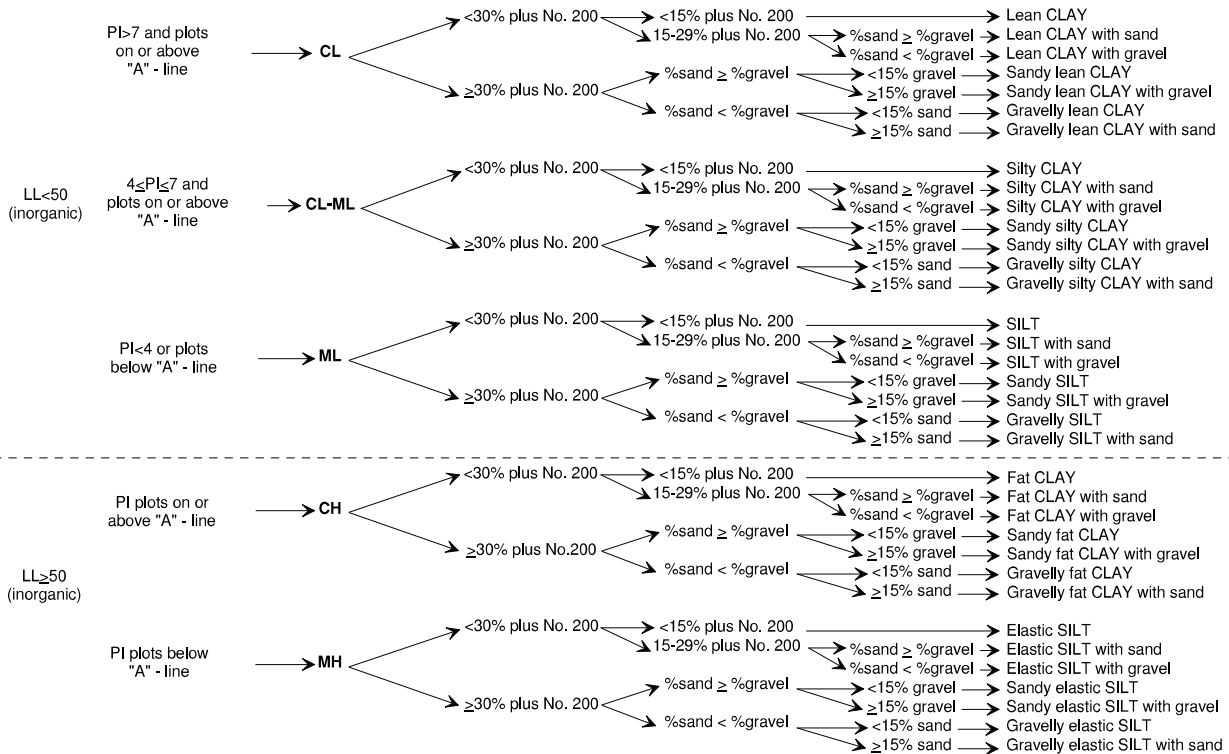 <30% plus No. 200 <15% plus No. 200 Lean CLAY
PI>7 and plots on or above "A" - line CL 15-29% plus No. 200 %sand ≥ %gravel Lean CLAY with sand
%sand < %gravel Lean CLAY with gravel
≥30% plus No. 200 %sand ≥ %gravel <15% gravel Sandy lean CLAY
≥15% gravel Sandy lean CLAY with gravel
%sand < %gravel <15% sand Gravelly lean CLAY
≥15% sand Gravelly lean CLAY with sand
LL<50 (inorganic)
<30% plus No. 200 <15% plus No. 200 Silty CLAY
4≤PI≤7 and plots on or above "A" - line CL-ML 15-29% plus No. 200 %sand ≥ %gravel Silty CLAY with sand
%sand < %gravel Silty CLAY with gravel
≥30% plus No. 200 %sand ≥ %gravel <15% gravel Sandy silty CLAY
≥15% gravel Sandy silty CLAY with gravel
%sand < %gravel <15% sand Gravelly silty CLAY
≥15% sand Gravelly silty CLAY with sand
<30% plus No. 200 <15% plus No. 200 SILT
PI<4 or plots below "A" - line ML 15-29% plus No. 200 %sand ≥ %gravel SILT with sand
%sand < %gravel SILT with gravel
≥30% plus No. 200 %sand ≥ %gravel <15% gravel Sandy SILT
≥15% gravel Sandy SILT with gravel
%sand < %gravel <15% sand Gravelly SILT
≥15% sand Gravelly SILT with sand
<30% plus No. 200 <15% plus No. 200 Fat CLAY
PI plots on or above "A" - line CH 15-29% plus No. 200 %sand ≥ %gravel Fat CLAY with sand
%sand < %gravel Fat CLAY with gravel
≥30% plus No.200 %sand ≥ %gravel <15% gravel Sandy fat CLAY
≥15% gravel Sandy fat CLAY with gravel
%sand < %gravel <15% sand Gravelly fat CLAY
≥15% sand Gravelly fat CLAY with sand
LL≥50 (inorganic)
<30% plus No. 200 <15% plus No. 200 Elastic SILT
PI plots below "A" - line MH 15-29% plus No. 200 %sand ≥ %gravel Elastic SILT with sand
%sand < %gravel Elastic SILT with gravel
≥30% plus No. 200 %sand ≥ %gravel <15% gravel Sandy elastic SILT
≥15% gravel Sandy elastic SILT with gravel
%sand < %gravel <15% sand Gravelly elastic SILT
≥15% sand Gravelly elastic SILT with sand